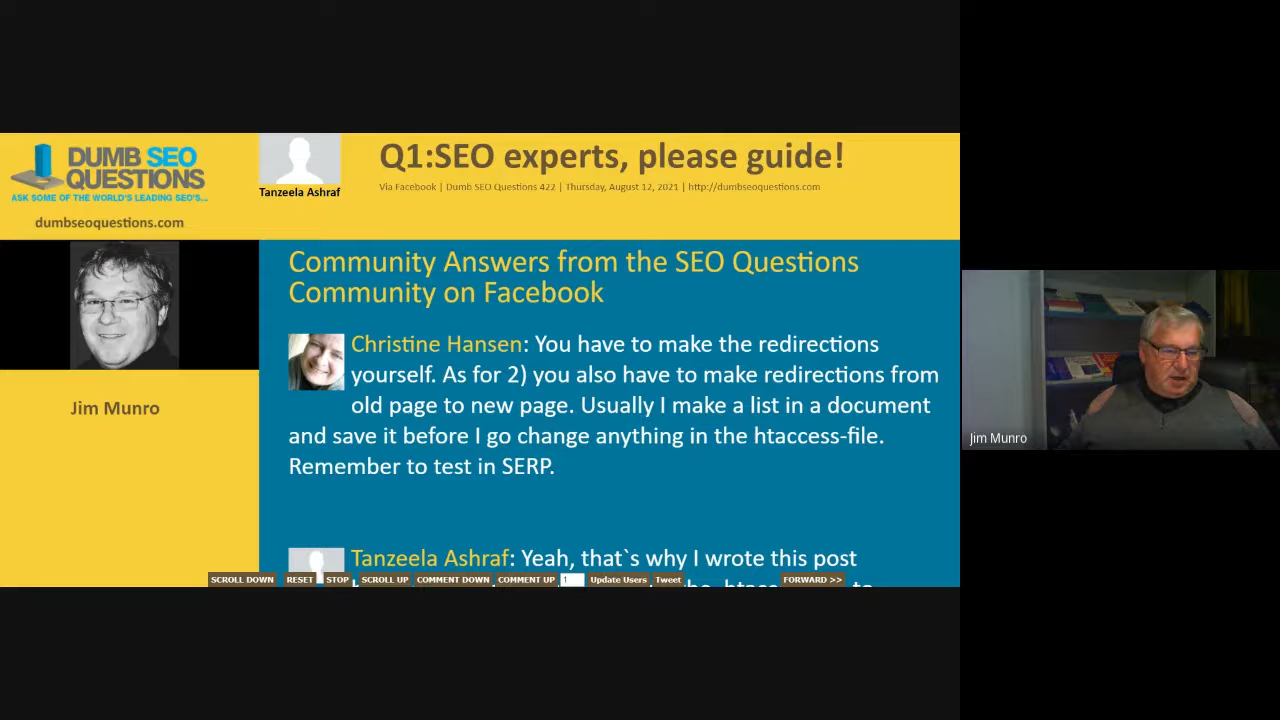 DUMB SEO
QUESTIONS
ASK SOME OF THE WORLD'S LEADING SEO'S...
dumbseoquestions.com
Tanzeela Ashraf
Q1:SEO experts, please guide!
Via Facebook | Dumb SEO Questions 422 | Thursday, August 12, 2021 | http://dumbseoquestions.com
Jim Munro
Community Answers from the SEO Questions
Community on Facebook
Christine Hansen: You have to make the redirections
yourself. As for 2) you also have to make redirections from
old page to new page. Usually I make a list in a document
and save it before I go change anything in the htaccess-file.
Remember to test in SERP.
Tanzeela Ashraf: Yeah, that`s why I wrote this post
SCROLL DOWN RESET STOP SCROLL UP COMMENT DOWN COMMENT UP 1 Update Users Tweet FORWARD >>
Jim Munro